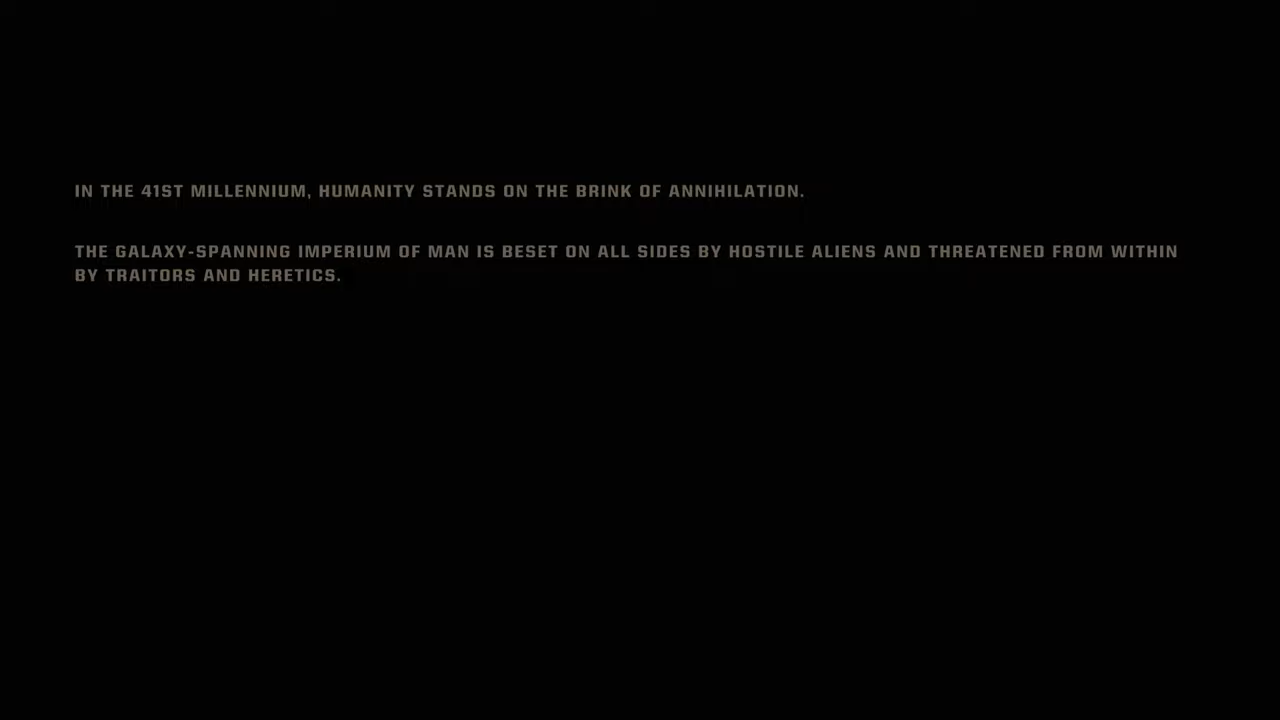 IN THE 41ST MILLENNIUM, HUMANITY STANDS ON THE BRINK OF ANNIHILATION.
THE GALAXY-SPANNING IMPERIUM OF MAN IS BESET ON ALL SIDES BY HOSTILE ALIENS AND THREATENED FROM WITHIN
BY TRAITORS AND HERETICS.